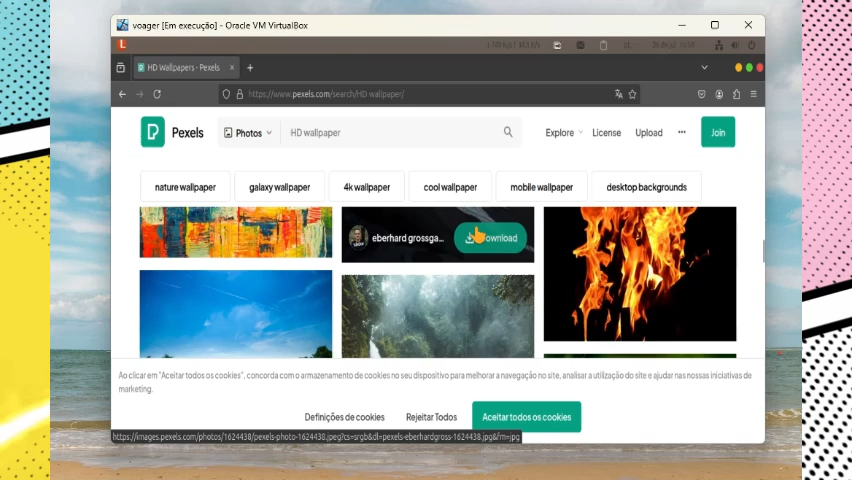 voager [Em execução] - Oracle VM VirtualBox
HD Wallpapers - Pexels
https://www.pexels.com/search/HD wallpaper/
Pexels
Photos
HD wallpaper
Explore
License
Upload
Join
nature wallpaper
galaxy wallpaper
4k wallpaper
cool wallpaper
mobile wallpaper
desktop backgrounds
eberhard grossga...
Download
Ao clicar em "Aceitar todos os cookies", concorda com o armazenamento de cookies no seu dispositivo para melhorar a navegação no site, analisar a utilização do site e ajudar nas nossas iniciativas de
marketing.
Definições de cookies
Rejeitar Todos
Aceitar todos os cookies
https://images.pexels.com/photos/1624438/pexels-photo-1624438.jpeg?cs=srgb&dl=pexels-eberhardgross-1624438.jpg&fm=jpg